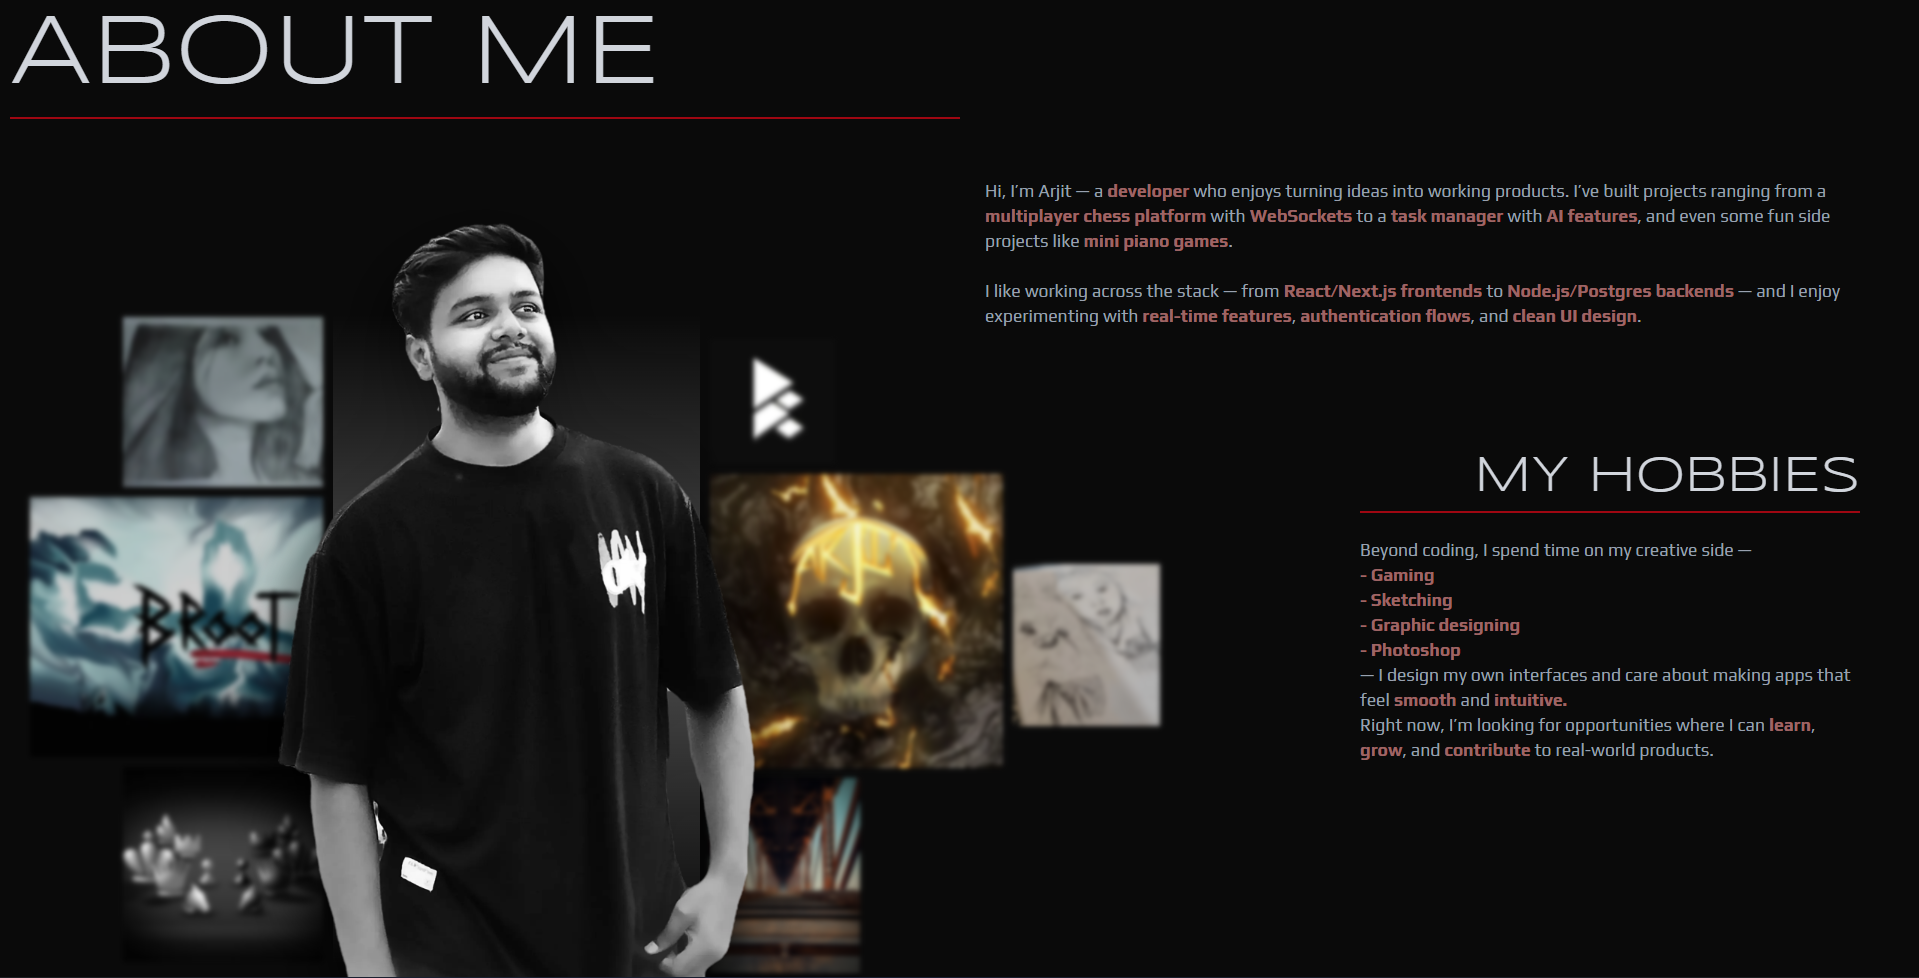 ABOUT ME
Hi, I'm Arjit — a developer who enjoys turning ideas into working products. I've built projects ranging from a
multiplayer chess platform with WebSockets to a task manager with AI features, and even some fun side
projects like mini piano games.
I like working across the stack — from React/Next.js frontends to Node.js/Postgres backends — and I enjoy
experimenting with real-time features, authentication flows, and clean UI design.
BROOT
MY HOBBIES
Beyond coding, I spend time on my creative side —
- Gaming
- Sketching
- Graphic designing
- Photoshop
— I design my own interfaces and care about making apps that
feel smooth and intuitive.
Right now, I'm looking for opportunities where I can learn,
grow, and contribute to real-world products.